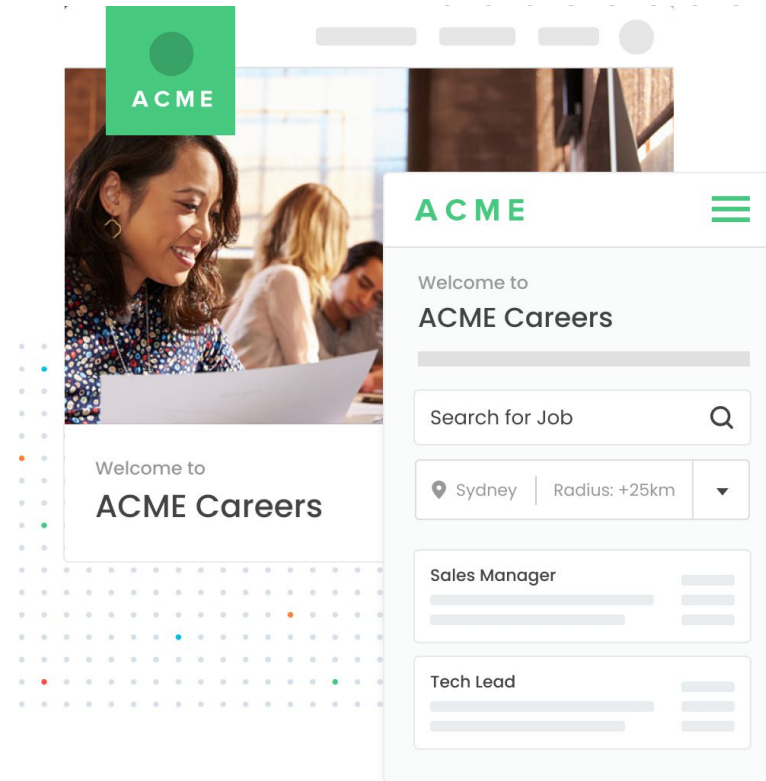 ACME
Welcome to
ACME Careers
ACME
Welcome to
ACME Careers
Search for Job
Sydney
Radius: +25km
Sales Manager
Tech Lead